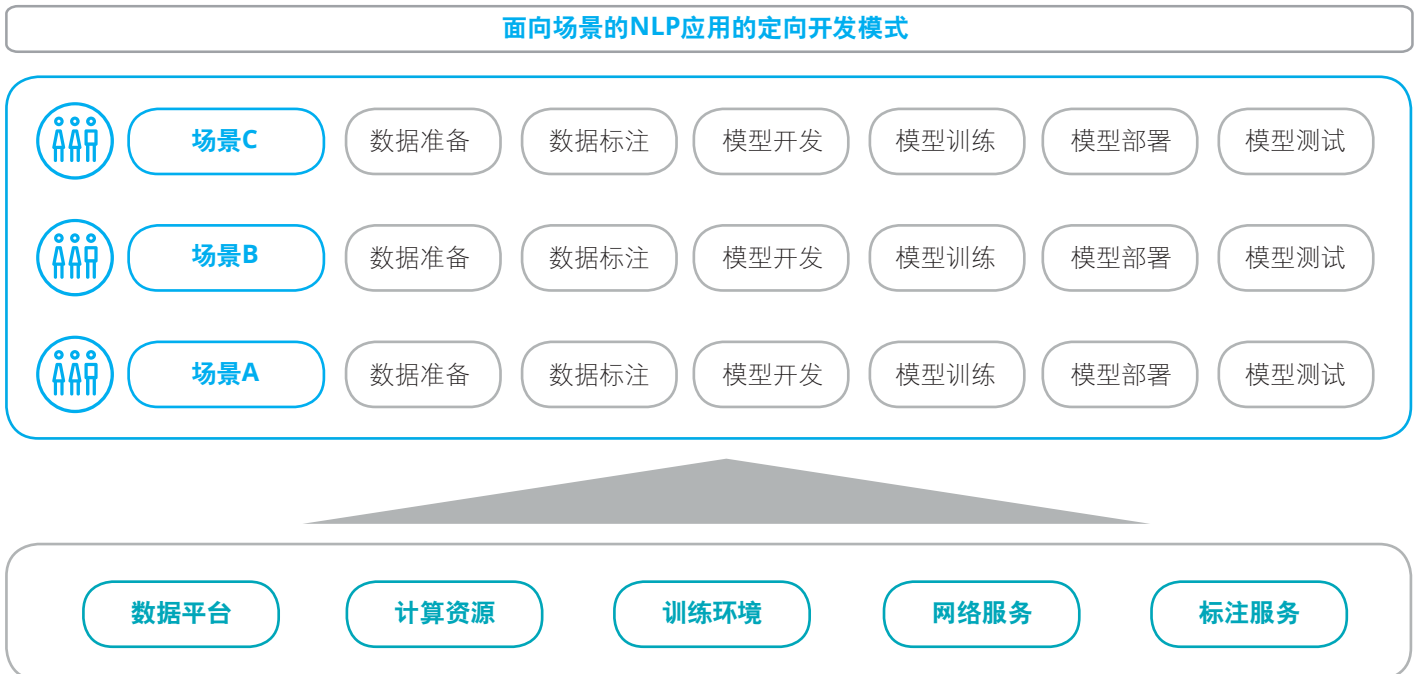 面向场景的NLP应用的定向开发模式
场景C 数据准备 数据标注 模型开发 模型训练 模型部署 模型测试
场景B 数据准备 数据标注 模型开发 模型训练 模型部署 模型测试
场景A 数据准备 数据标注 模型开发 模型训练 模型部署 模型测试
数据平台 计算资源 训练环境 网络服务 标注服务